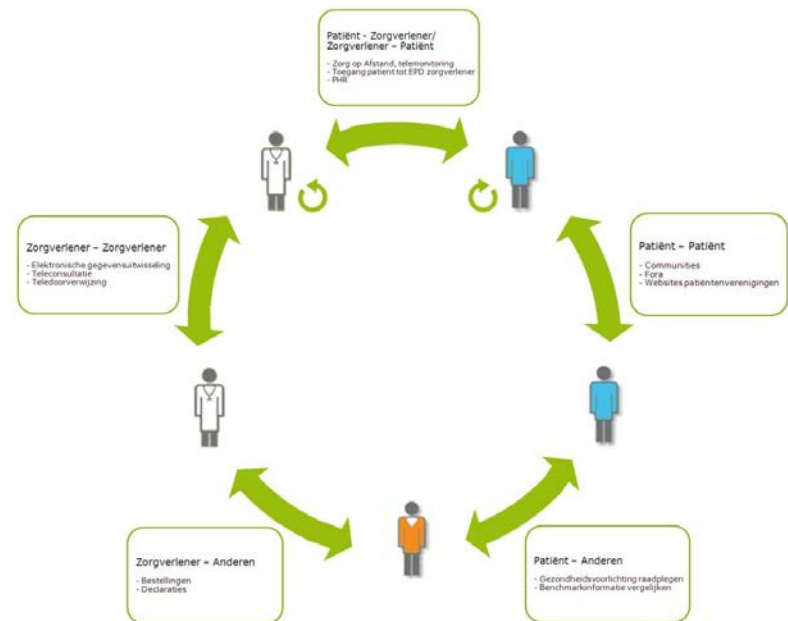 Patiënt - Zorgverlener/
Zorgverlener – Patiënt
- Zorg op Afstand, telemonitoring
- Toegang patient tot EPD zorgverlener
- PHR
Zorgverlener – Zorgverlener
- Elektronische gegevensuitwisseling
- Teleconsultatie
- Teledoorverwijzing
Patiënt – Patiënt
- Communities
- Fora
- Websites patiëntenverenigingen
Zorgverlener – Anderen
- Bestellingen
- Declaraties
Patiënt – Anderen
- Gezondheidsvoorlichting raadplegen
- Benchmarkinformatie vergelijken